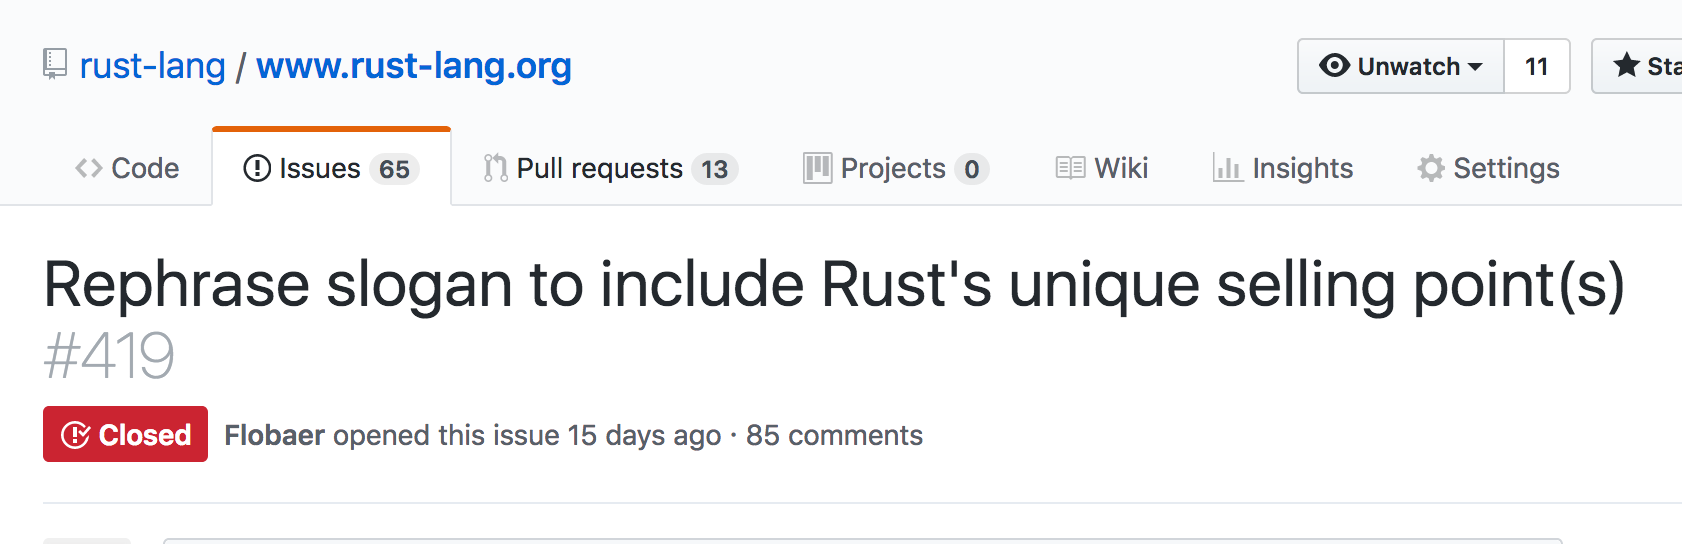 rust-lang / www.rust-lang.org
Unwatch 11
Code Issues 65 Pull requests 13 Projects 0 Wiki Insights Settings
Rephrase slogan to include Rust's unique selling point(s)
#419
Closed Flobaer opened this issue 15 days ago · 85 comments